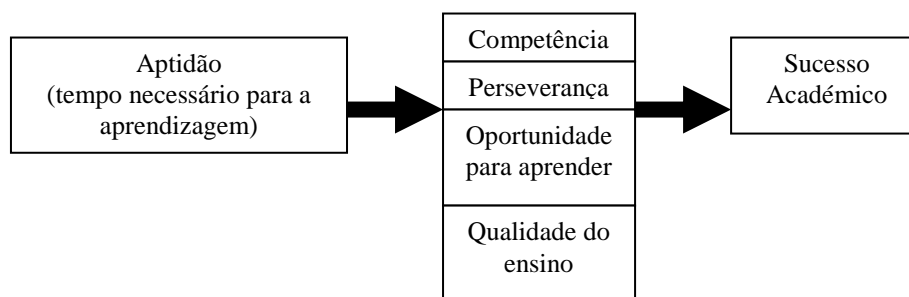 Aptidão
(tempo necessário para a
aprendizagem)
Competência
Perseverança
Oportunidade
para aprender
Qualidade do
ensino
Sucesso
Académico